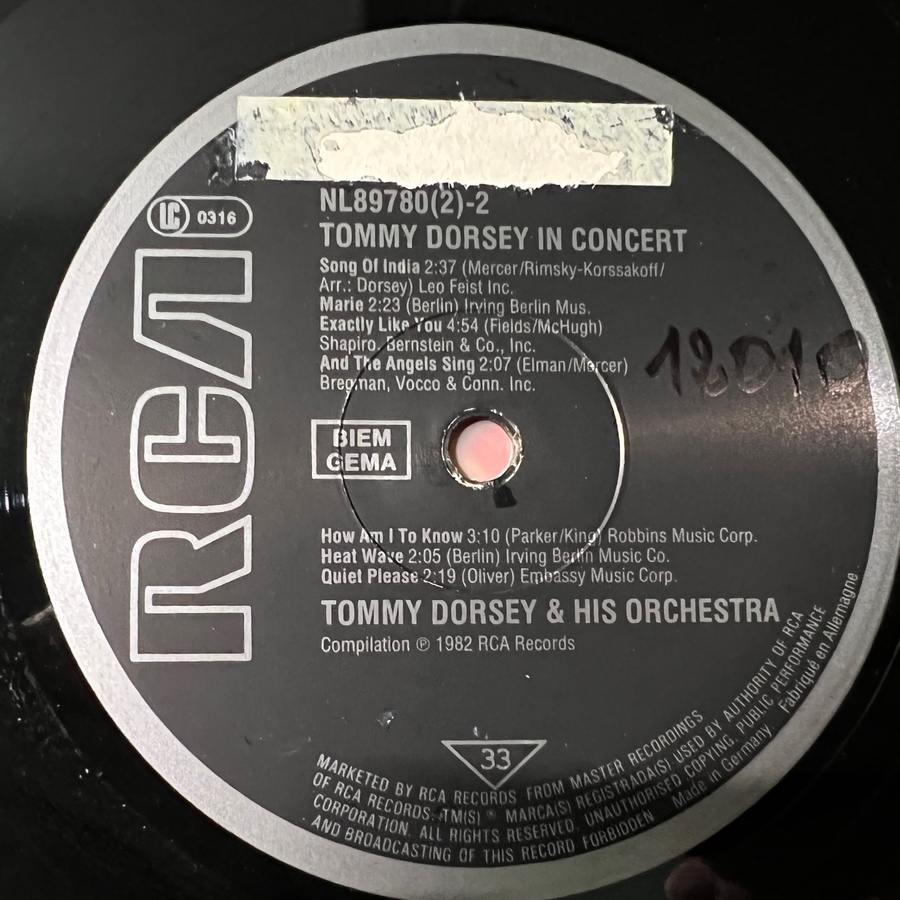 NL89780(2)-2
LC 0316
TOMMY DORSEY IN CONCERT
Song Of India 2:37 (Mercer/Rimsky-Korssakoff/
Arr.: Dorsey) Leo Feist Inc.
Marie 2:23 (Berlin) Irving Berlin Mus.
Exactly Like You 4:54 (Fields/McHugh)
Shapiro, Bernstein & Co., Inc.
And The Angels Sing 2:07 (Elman/Mercer)
Bregman, Vocco & Conn. Inc.
18010
RCA
BIEM
GEMA
How Am I To Know 3:10 (Parker/King) Robbins Music Corp.
Heat Wave 2:05 (Berlin) Irving Berlin Music Co.
Quiet Please 2:19 (Oliver) Embassy Music Corp.
TOMMY DORSEY & HIS ORCHESTRA
Compilation ℗ 1982 RCA Records
33
MARKETED BY RCA RECORDS FROM MASTER RECORDINGS
OF RCA RECORDS. TM(S) ® MARCA(S) REGISTRADA(S) USED BY AUTHORITY OF RCA
CORPORATION. ALL RIGHTS RESERVED. UNAUTHORISED COPYING, PUBLIC PERFORMANCE
AND BROADCASTING OF THIS RECORD FORBIDDEN Made in Germany. Fabriqué en Allemagne